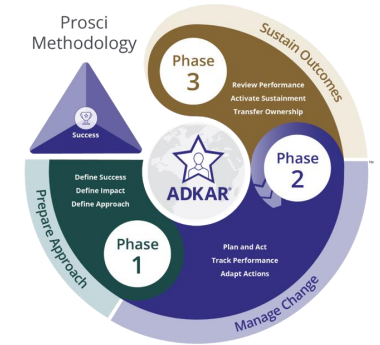 Prosci
Methodology
Success
Phase
3
Sustain Outcomes
Review Performance
Activate Sustainment
Transfer Ownership
Phase
2
ADKAR®
Define Success
Define Impact
Define Approach
Prepare Approach
Phase
1
Plan and Act
Track Performance
Adapt Actions
Manage Change
™